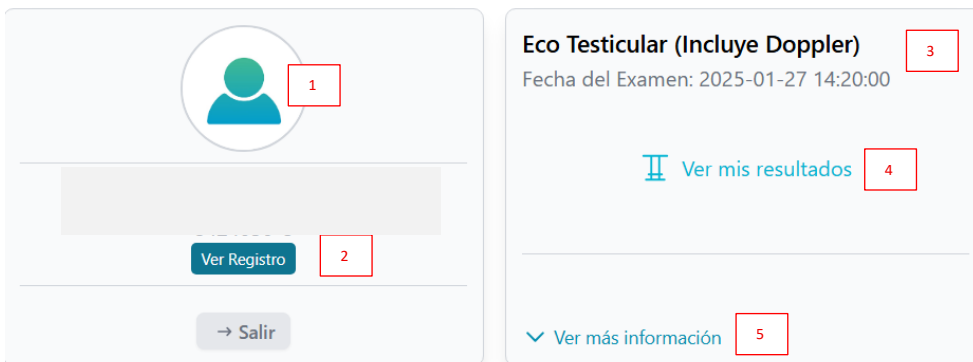 1
Ver Registro
2
→ Salir
Eco Testicular (Incluye Doppler)
3
Fecha del Examen: 2025-01-27 14:20:00
Ver mis resultados
4
Ver más información
5